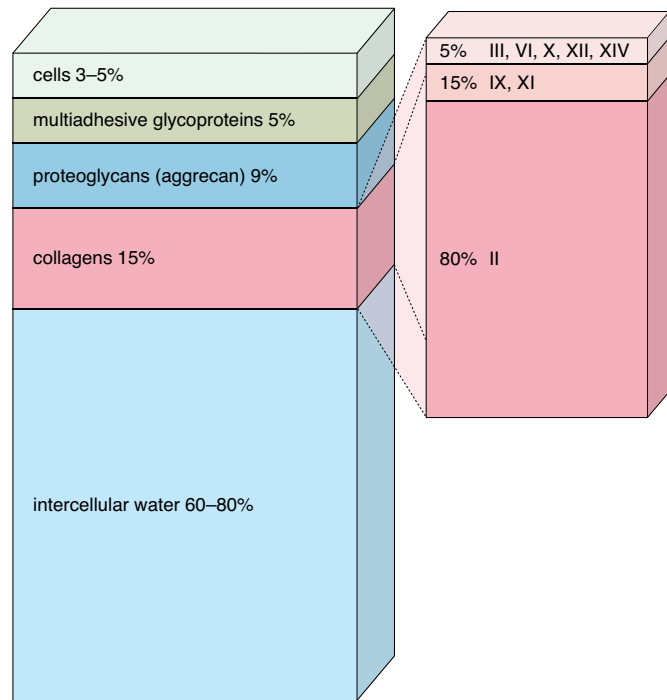 cells 3–5%
multiadhesive glycoproteins 5%
proteoglycans (aggrecan) 9%
collagens 15%
intercellular water 60–80%
5% III, VI, X, XII, XIV
15% IX, XI
80% II